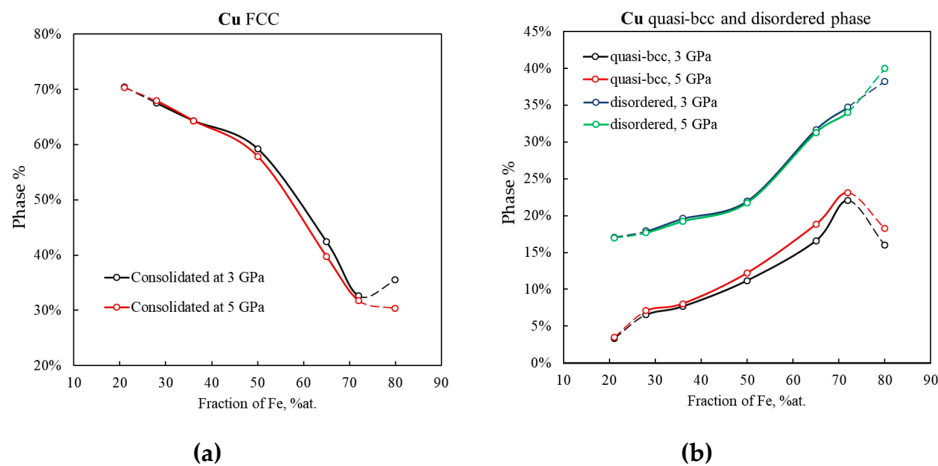 Cu FCC
80%
70%
60%
50%
40%
30%
20%
Phase %
Consolidated at 3 GPa
Consolidated at 5 GPa
10 20 30 40 50 60 70 80 90
Fraction of Fe, %at.
(a)
Cu quasi-bcc and disordered phase
45%
40%
35%
30%
25%
20%
15%
10%
5%
0%
Phase %
quasi-bcc, 3 GPa
quasi-bcc, 5 GPa
disordered, 3 GPa
disordered, 5 GPa
10 20 30 40 50 60 70 80 90
Fraction of Fe, %at.
(b)